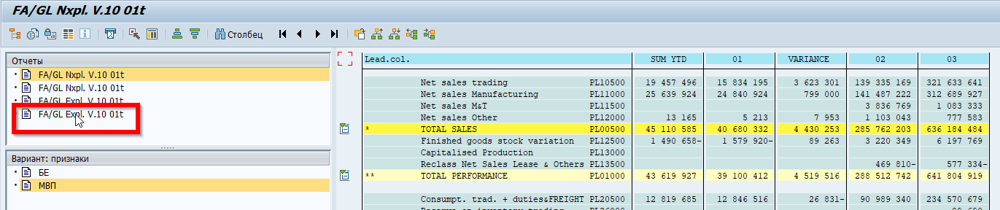 FA/GL Nxpl. V.10 01t
Столбец
Отчеты
FA/GL Nxpl. V.10 01t
FA/GL Nxpl. V.10 01t
FA/GL Expl. V.10 01t
FA/GL Expl. V.10 01t
Вариант: признаки
БЕ
МВП
Lead.col. SUM YTD 01 VARIANCE 02 03
Net sales trading PL10500 19 457 496 15 834 195 3 623 301 139 335 169 321 633 641
Net sales Manufacturing PL11000 25 639 924 24 840 924 799 000 141 487 222 312 689 927
Net sales M&T PL11500 3 836 769 1 083 333
Net sales Other PL12000 13 165 5 213 7 953 1 103 043 777 583
* TOTAL SALES PL00500 45 110 585 40 680 332 4 430 253 285 762 203 636 184 484
Finished goods stock variation PL12500 1 490 658- 1 579 920- 89 263 3 220 349 6 197 769
Capitalised Production PL13000
Reclass Net Sales Lease & Others PL13500 469 810- 577 334-
** TOTAL PERFORMANCE PL01000 43 619 927 39 100 412 4 519 516 288 512 742 641 804 919
Consumpt. trad. + duties&FREIGHT PL20500 12 819 685 12 846 516 26 831- 90 989 340 234 570 679